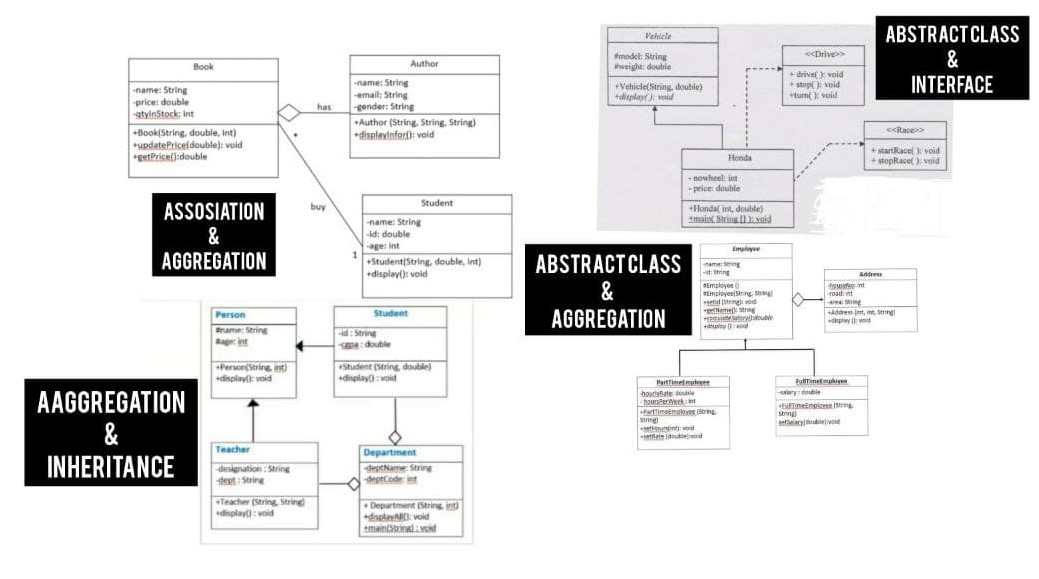 Book
-name: String
-price: double
-qtyInStock: int
+Book(String, double, int)
+updatePrice(double): void
+getPrice():double
has
Author
-name: String
-email: String
-gender: String
+Author (String, String, String)
+displayInfor(): void
*
buy
1
Student
-name: String
-id: double
-age: int
+Student(String, double, int)
+display(): void
ASSOSIATION
&
AGGREGATION
Vehicle
#model: String
#weight: double
+Vehicle(String, double)
+display( ): void
<<Drive>>
+ drive( ): void
+ stop( ): void
+turn( ): void
ABSTRACT CLASS
&
INTERFACE
<<Race>>
+ startRace( ): void
+ stopRace( ): void
Honda
- nowheel: int
- price: double
+Honda( int, double)
+main( String [] ): void
ABSTRACT CLASS
&
AGGREGATION
Employee
-name: String
-id: String
#Employee ()
#Employee(String, String)
+setId (String): void
+getName(): String
+calculateSalary():double
+display () : void
Address
-houseNo: int
-road: int
-area: String
+Address (int, int, String)
+display (): void
PartTimeEmployee
-hourlyRate: double
- hoursPerWeek : int
+PartTimeEmployee (String,
String)
+setHours(int): void
+setRate (double):void
FullTimeEmployee
-salary : double
+FullTimeEmployee (String,
String)
setSalary(double):void
AAGGREGATION
&
INHERITANCE
Person
#name: String
#age: int
+Person(String, int)
+display(): void
Student
-id : String
-cgpa : double
+Student (String, double)
+display() : void
Teacher
-designation : String
-dept : String
+Teacher (String, String)
+display() : void
Department
-deptName: String
-deptCode: int
+ Department (String, int)
+displayAll(): void
+main(String) : void